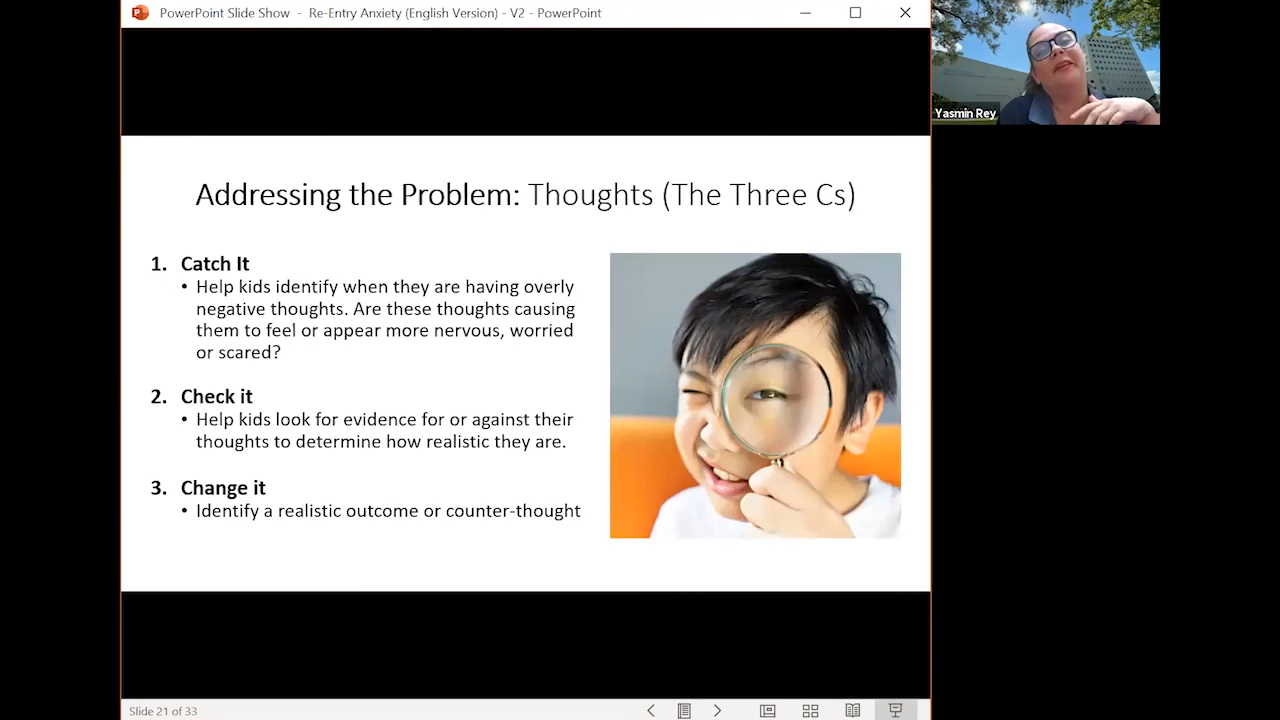 PowerPoint Slide Show - Re-Entry Anxiety (English Version) - V2 - PowerPoint
Yasmin Rey
Addressing the Problem: Thoughts (The Three Cs)
1. Catch It
• Help kids identify when they are having overly
negative thoughts. Are these thoughts causing
them to feel or appear more nervous, worried
or scared?
2. Check it
• Help kids look for evidence for or against their
thoughts to determine how realistic they are.
3. Change it
• Identify a realistic outcome or counter-thought
Slide 21 of 33